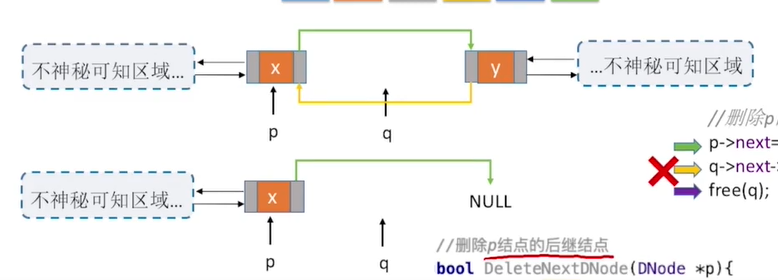 不神秘可知区域...
x
y
...不神秘可知区域
p
q
//删除p
p->next=
q->next-
free(q);
不神秘可知区域...
x
NULL
p
q
//删除p结点的后继结点
bool DeleteNextDNode(DNode *p){